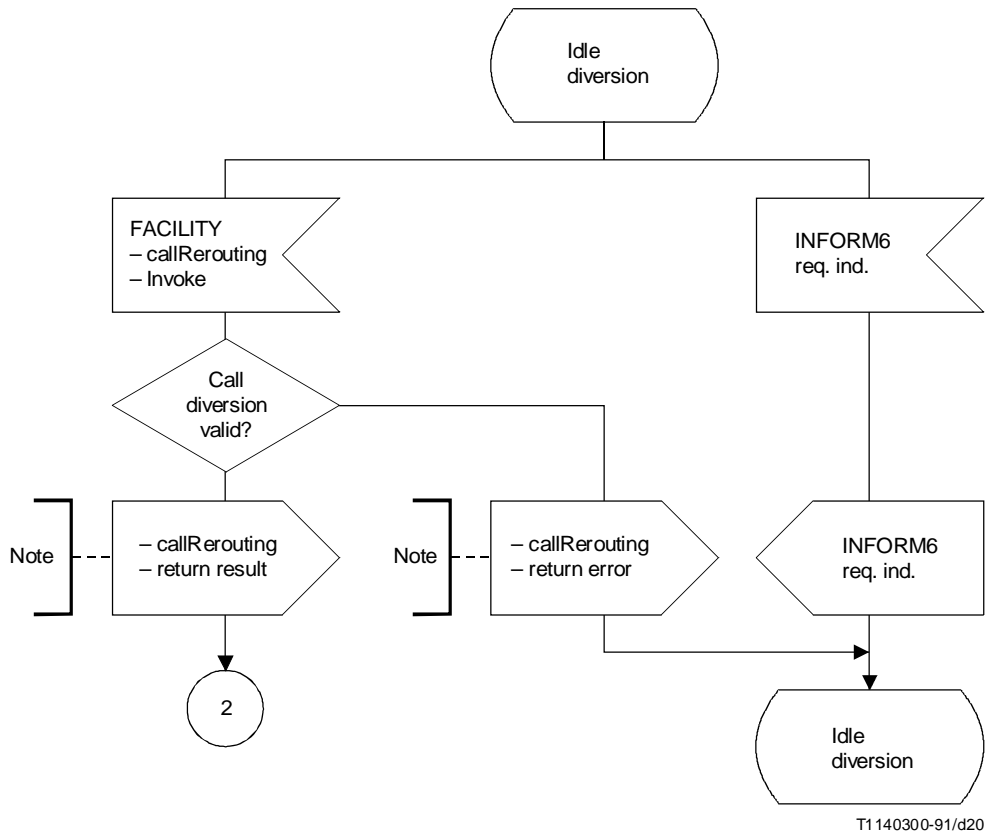 Idle
diversion
FACILITY
– callRerouting
– Invoke
INFORM6
req. ind.
Call
diversion
valid?
Note
– callRerouting
– return result
Note
– callRerouting
– return error
INFORM6
req. ind.
2
Idle
diversion
T1140300-91/d20